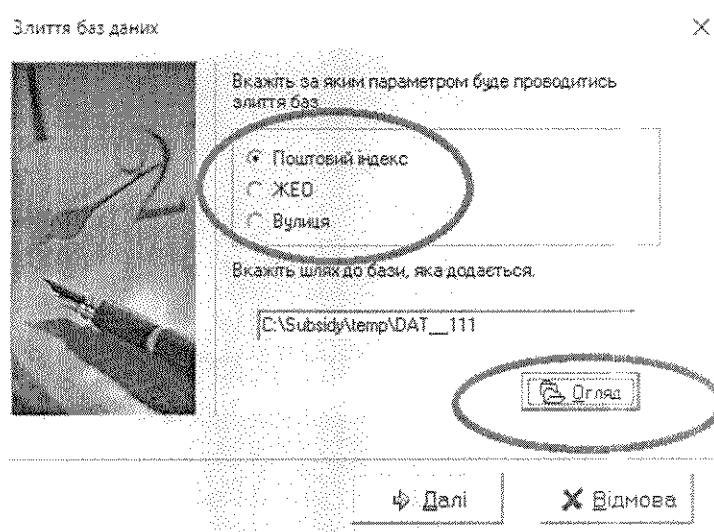 Злиття баз даних
Вкажіть за яким параметром буде проводитись
злиття баз
Поштовий індекс
ЖЕО
Вулиця
Вкажіть шлях до бази, яка додається.
C:\Subsidy\temp\DAT__111
Огляд
Далі
Відмова